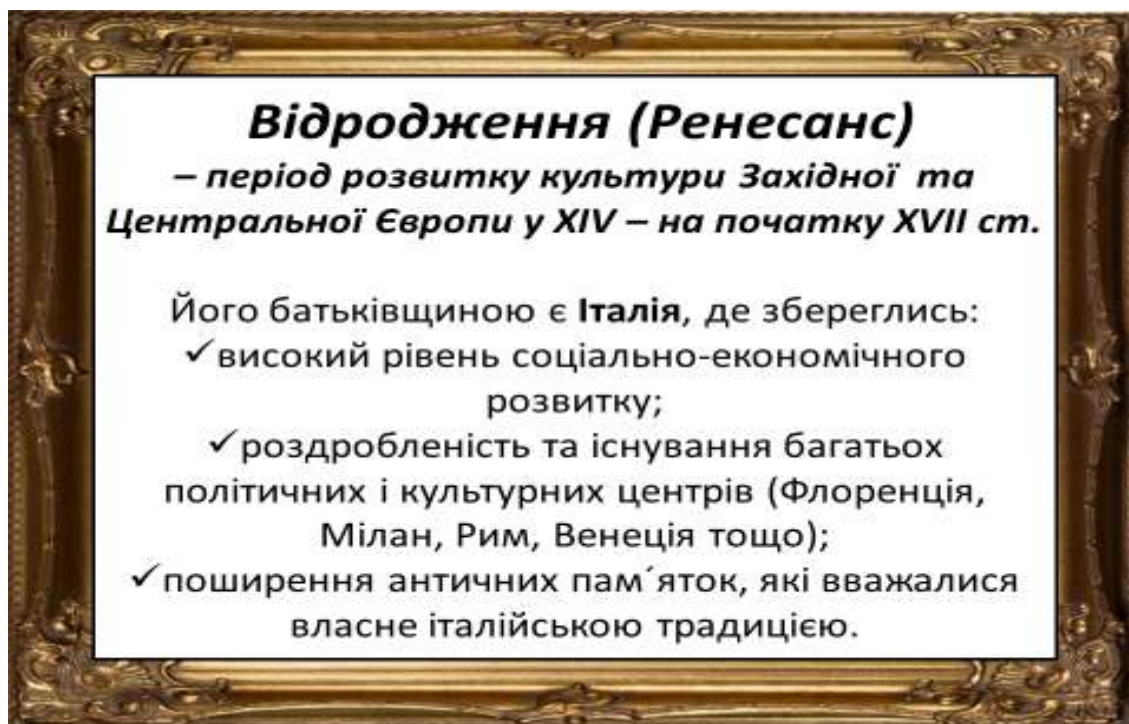 Відродження (Ренесанс)
– період розвитку культури Західної та
Центральної Європи у XIV – на початку XVII ст.
Його батьківщиною є Італія, де збереглись:
✓високий рівень соціально-економічного
розвитку;
✓роздробленість та існування багатьох
політичних і культурних центрів (Флоренція,
Мілан, Рим, Венеція тощо);
✓поширення античних пам´яток, які вважалися
власне італійською традицією.